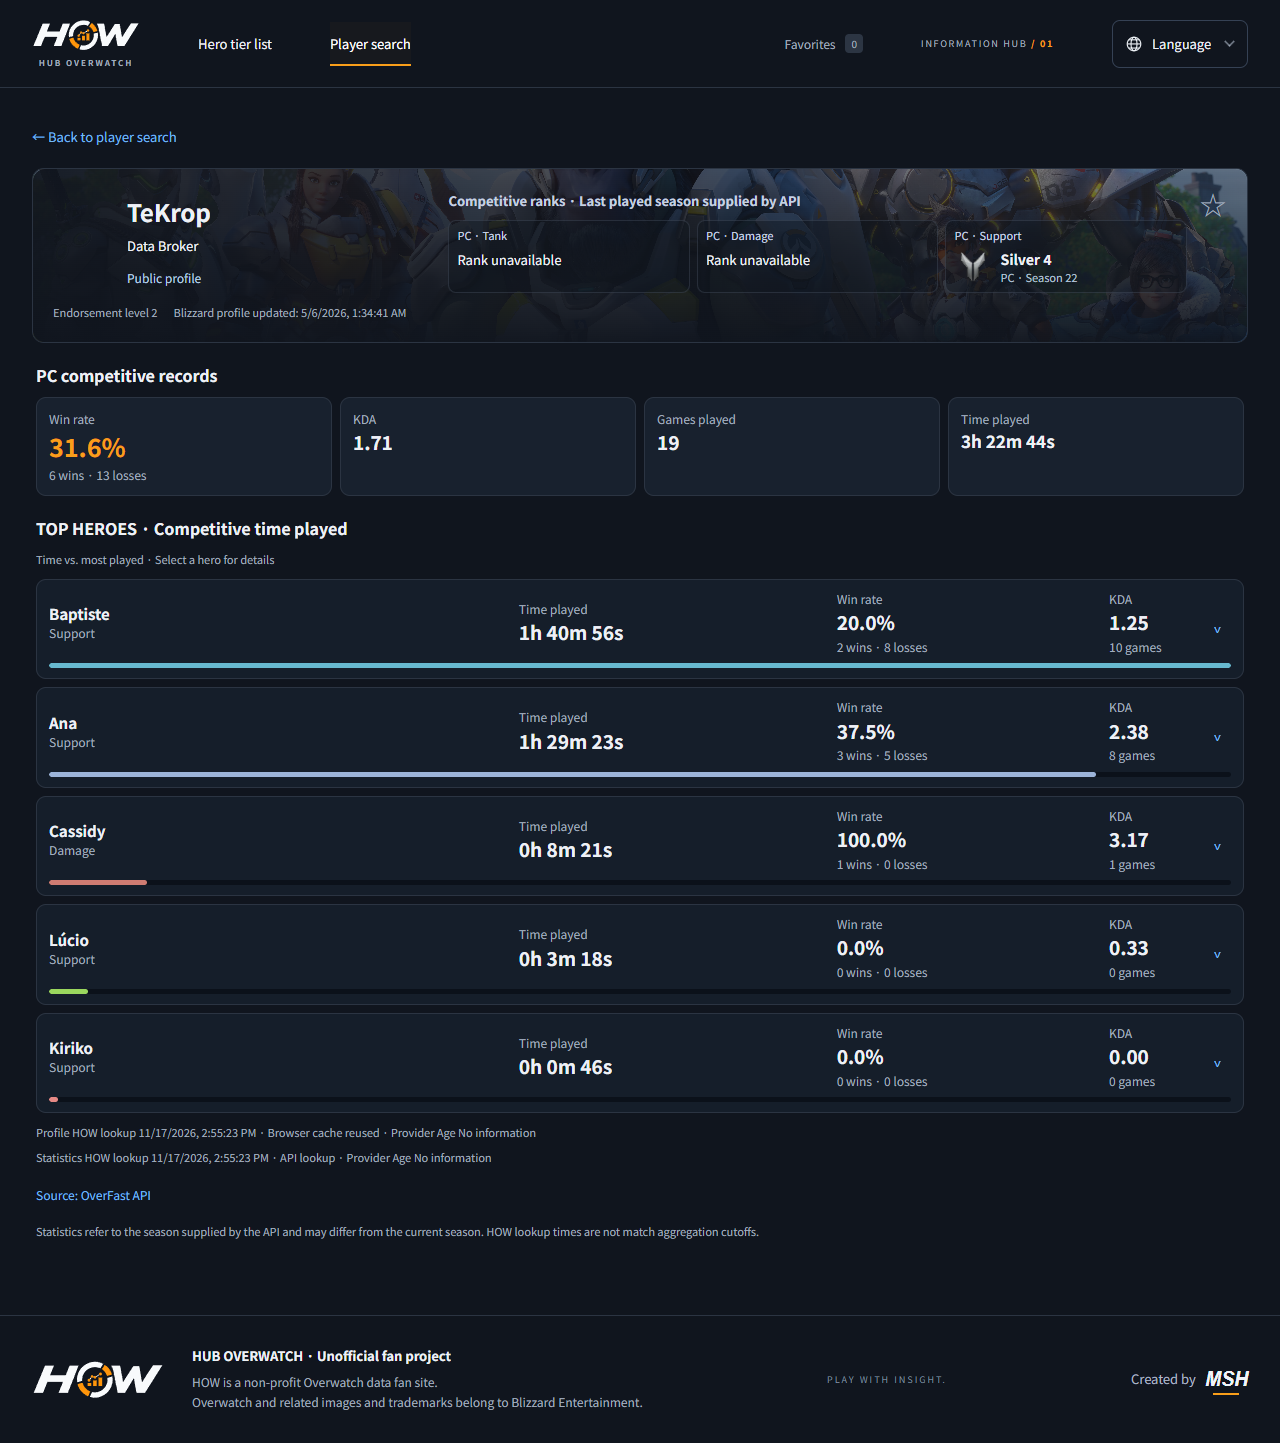 HOW
HUB OVERWATCH
Hero tier list
Player search
Favorites 0
INFORMATION HUB / 01
Language
← Back to player search
TeKrop
Data Broker
Public profile
Endorsement level 2 Blizzard profile updated: 5/6/2026, 1:34:41 AM
Competitive ranks · Last played season supplied by API
PC · Tank
Rank unavailable
PC · Damage
Rank unavailable
PC · Support
Silver 4
PC · Season 22
PC competitive records
Win rate
31.6%
6 wins · 13 losses
KDA
1.71
Games played
19
Time played
3h 22m 44s
TOP HEROES · Competitive time played
Time vs. most played · Select a hero for details
Baptiste
Support
Time played
1h 40m 56s
Win rate
20.0%
2 wins · 8 losses
KDA
1.25
10 games
v
Ana
Support
Time played
1h 29m 23s
Win rate
37.5%
3 wins · 5 losses
KDA
2.38
8 games
v
Cassidy
Damage
Time played
0h 8m 21s
Win rate
100.0%
1 wins · 0 losses
KDA
3.17
1 games
v
Lúcio
Support
Time played
0h 3m 18s
Win rate
0.0%
0 wins · 0 losses
KDA
0.33
0 games
v
Kiriko
Support
Time played
0h 0m 46s
Win rate
0.0%
0 wins · 0 losses
KDA
0.00
0 games
v
Profile HOW lookup 11/17/2026, 2:55:23 PM · Browser cache reused · Provider Age No information
Statistics HOW lookup 11/17/2026, 2:55:23 PM · API lookup · Provider Age No information
Source: OverFast API
Statistics refer to the season supplied by the API and may differ from the current season. HOW lookup times are not match aggregation cutoffs.
HOW
HUB OVERWATCH · Unofficial fan project
HOW is a non-profit Overwatch data fan site.
Overwatch and related images and trademarks belong to Blizzard Entertainment.
PLAY WITH INSIGHT.
Created by MSH